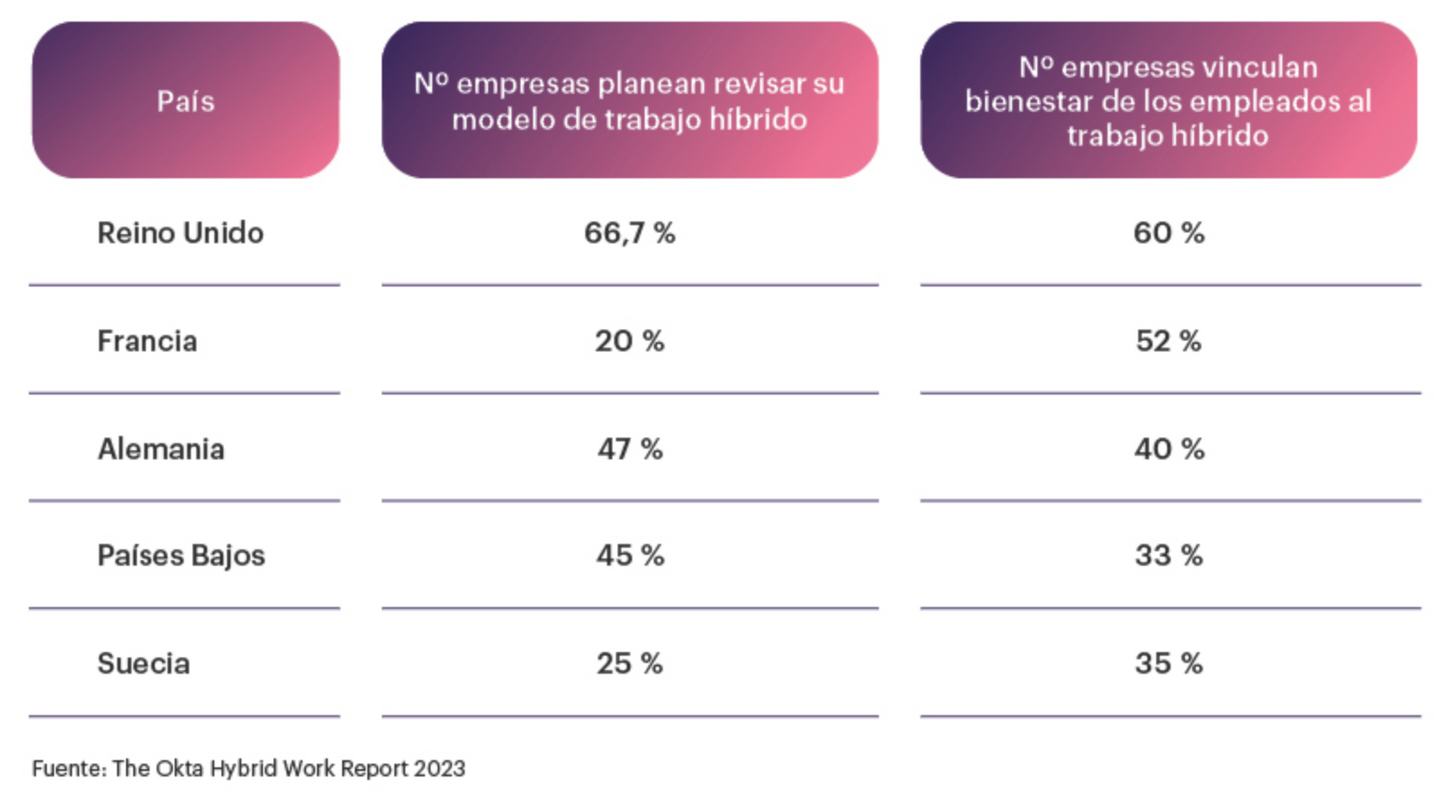 País
Nº empresas planean revisar su
modelo de trabajo híbrido
Nº empresas vinculan
bienestar de los empleados al
trabajo híbrido
Reino Unido 66,7 % 60 %
Francia 20 % 52 %
Alemania 47 % 40 %
Países Bajos 45 % 33 %
Suecia 25 % 35 %
Fuente: The Okta Hybrid Work Report 2023